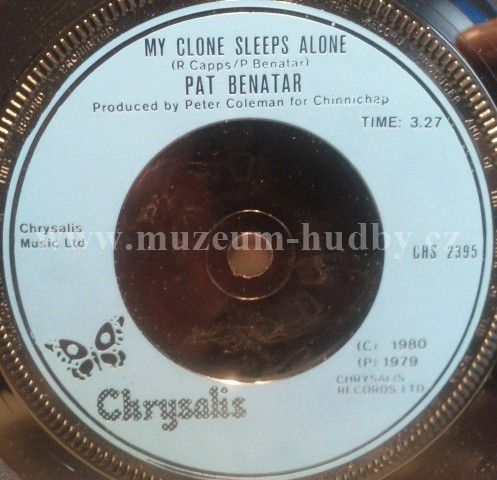 MY CLONE SLEEPS ALONE
(R Capps/P Benatar)
PAT BENATAR
Produced by Peter Coleman for Chinnichap
TIME: 3.27
Chrysalis
Music Ltd
www.muzeum-hudby.cz
CHS 2395
(C) 1980
(P) 1979
CHRYSALIS
RECORDS LTD.
Chrysalis